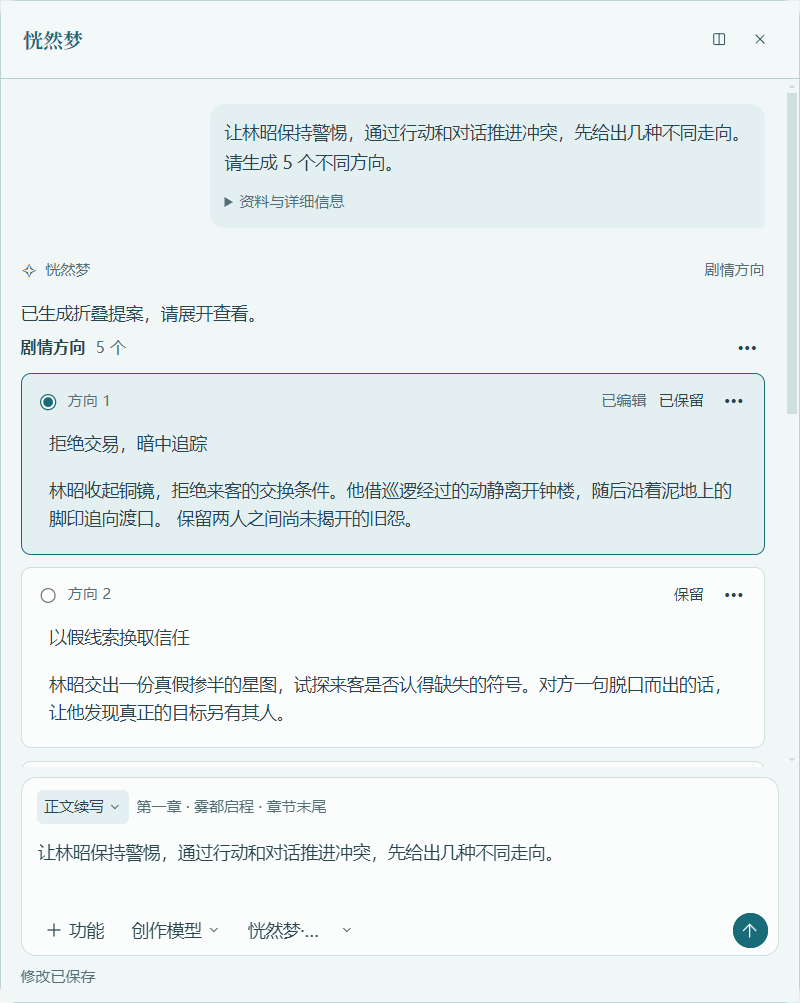 恍然梦
让林昭保持警惕，通过行动和对话推进冲突，先给出几种不同走向。
请生成 5 个不同方向。
▶ 资料与详细信息
恍然梦 剧情方向
已生成折叠提案，请展开查看。
剧情方向 5 个 •••
方向 1 已编辑 已保留 •••
拒绝交易，暗中追踪
林昭收起铜镜，拒绝来客的交换条件。他借巡逻经过的动静离开钟楼，随后沿着泥地上的
脚印追向渡口。 保留两人之间尚未揭开的旧怨。
方向 2 保留 •••
以假线索换取信任
林昭交出一份真假掺半的星图，试探来客是否认得缺失的符号。对方一句脱口而出的话，
让他发现真正的目标另有其人。
正文续写 第一章 · 雾都启程 · 章节末尾
让林昭保持警惕，通过行动和对话推进冲突，先给出几种不同走向。
+ 功能 创作模型 恍然梦·...
修改已保存